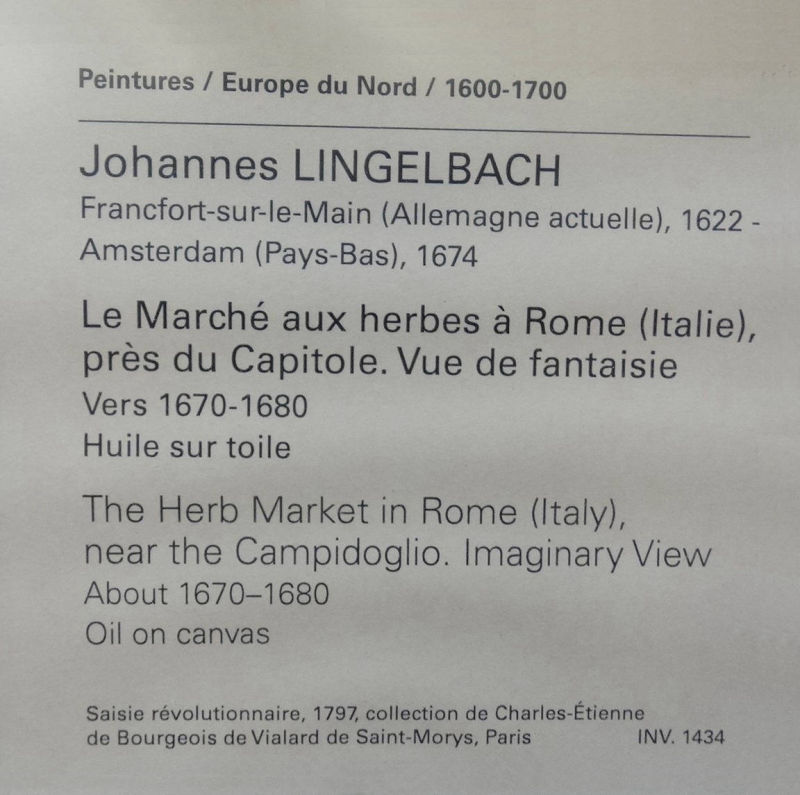 Peintures / Europe du Nord / 1600-1700
Johannes LINGELBACH
Francfort-sur-le-Main (Allemagne actuelle), 1622 -
Amsterdam (Pays-Bas), 1674
Le Marché aux herbes à Rome (Italie),
près du Capitole. Vue de fantaisie
Vers 1670-1680
Huile sur toile
The Herb Market in Rome (Italy),
near the Campidoglio. Imaginary View
About 1670–1680
Oil on canvas
Saisie révolutionnaire, 1797, collection de Charles-Étienne
de Bourgeois de Vialard de Saint-Morys, Paris INV. 1434